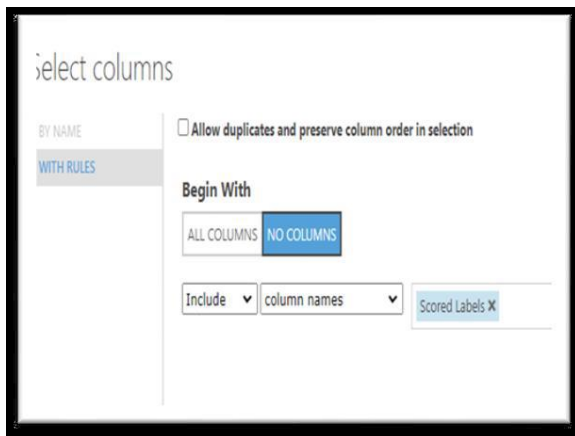 Select columns
BY NAME
WITH RULES
Allow duplicates and preserve column order in selection
Begin With
ALL COLUMNS NO COLUMNS
Include column names Scored Labels X